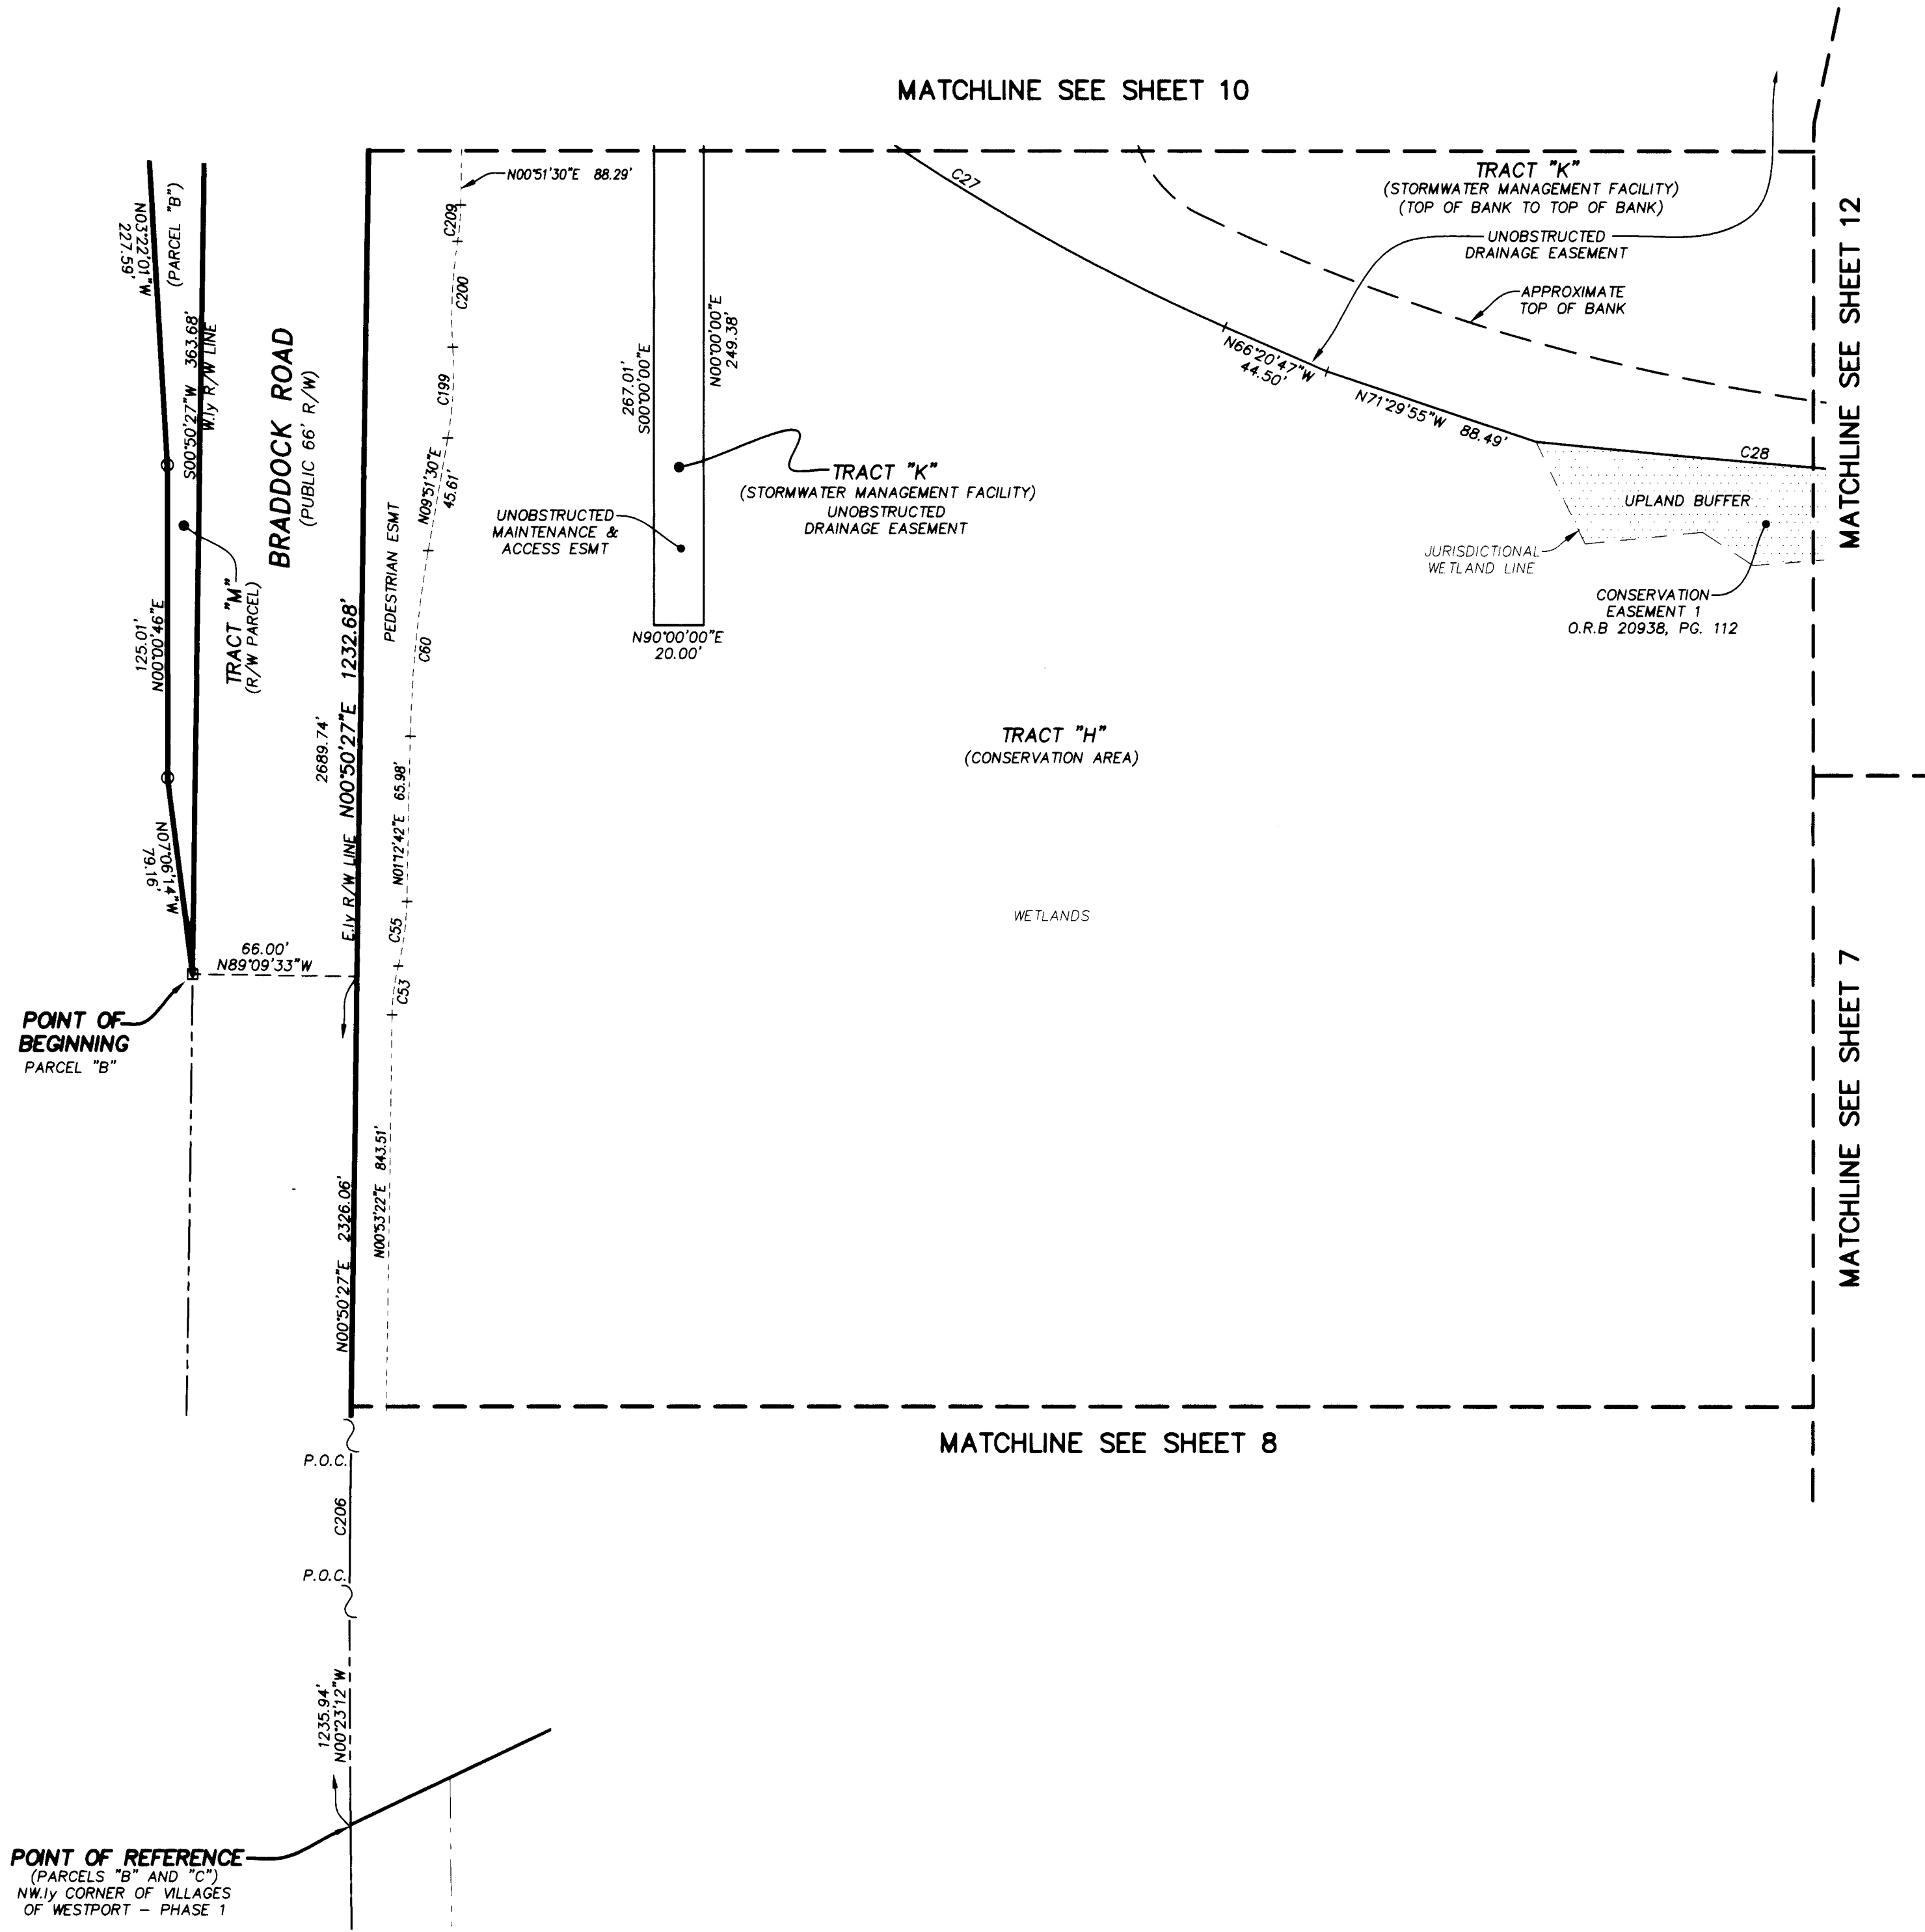 MATCHLINE SEE SHEET 10
N03°22'01"W
227.59'
(PARCEL "B")
S00°50'27"W 363.68'
W.ly R/W LINE
BRADDOCK ROAD
(PUBLIC 66' R/W)
125.01'
N00°00'46"E
TRACT "M"
(R/W PARCEL)
N07°06'14"W
79.16'
66.00'
N89°09'33"W
POINT OF
BEGINNING
PARCEL "B"
2689.74'
E.ly R/W LINE N00°50'27"E 1232.68'
N00°50'27"E 2326.06'
PEDESTRIAN ESMT
N00°51'30"E 88.29'
C209
C200
C199
N09°51'30"E
45.61'
C60
N01°12'42"E 65.98'
C55
C53
N00°53'22"E 843.51'
267.01'
S00°00'00"E
N00°00'00"E
249.38'
N90°00'00"E
20.00'
UNOBSTRUCTED
MAINTENANCE &
ACCESS ESMT
TRACT "K"
(STORMWATER MANAGEMENT FACILITY)
UNOBSTRUCTED
DRAINAGE EASEMENT
C27
N66°20'47"W
44.50'
N71°29'55"W 88.49'
C28
TRACT "K"
(STORMWATER MANAGEMENT FACILITY)
(TOP OF BANK TO TOP OF BANK)
UNOBSTRUCTED
DRAINAGE EASEMENT
APPROXIMATE
TOP OF BANK
UPLAND BUFFER
JURISDICTIONAL
WETLAND LINE
CONSERVATION
EASEMENT 1
O.R.B 20938, PG. 112
TRACT "H"
(CONSERVATION AREA)
WETLANDS
MATCHLINE SEE SHEET 12
MATCHLINE SEE SHEET 7
MATCHLINE SEE SHEET 8
P.O.C.
C206
P.O.C.
1235.94'
N00°23'12"W
POINT OF REFERENCE
(PARCELS "B" AND "C")
NW.ly CORNER OF VILLAGES
OF WESTPORT – PHASE 1